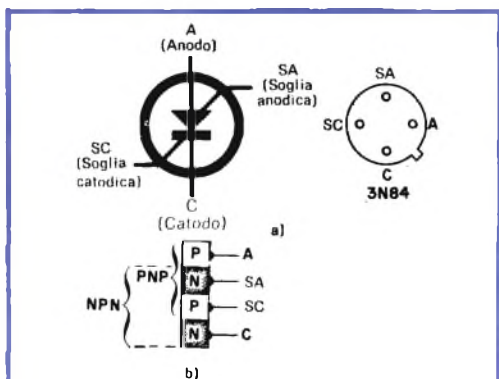 A
(Anodo)
SA
(Soglia
anodica)
SC
(Soglia
catodica)
C
(Catodo)
a)
SA
SC
A
C
3N84
P
A
PNP
N
SA
NPN
P
SC
N
C
b)